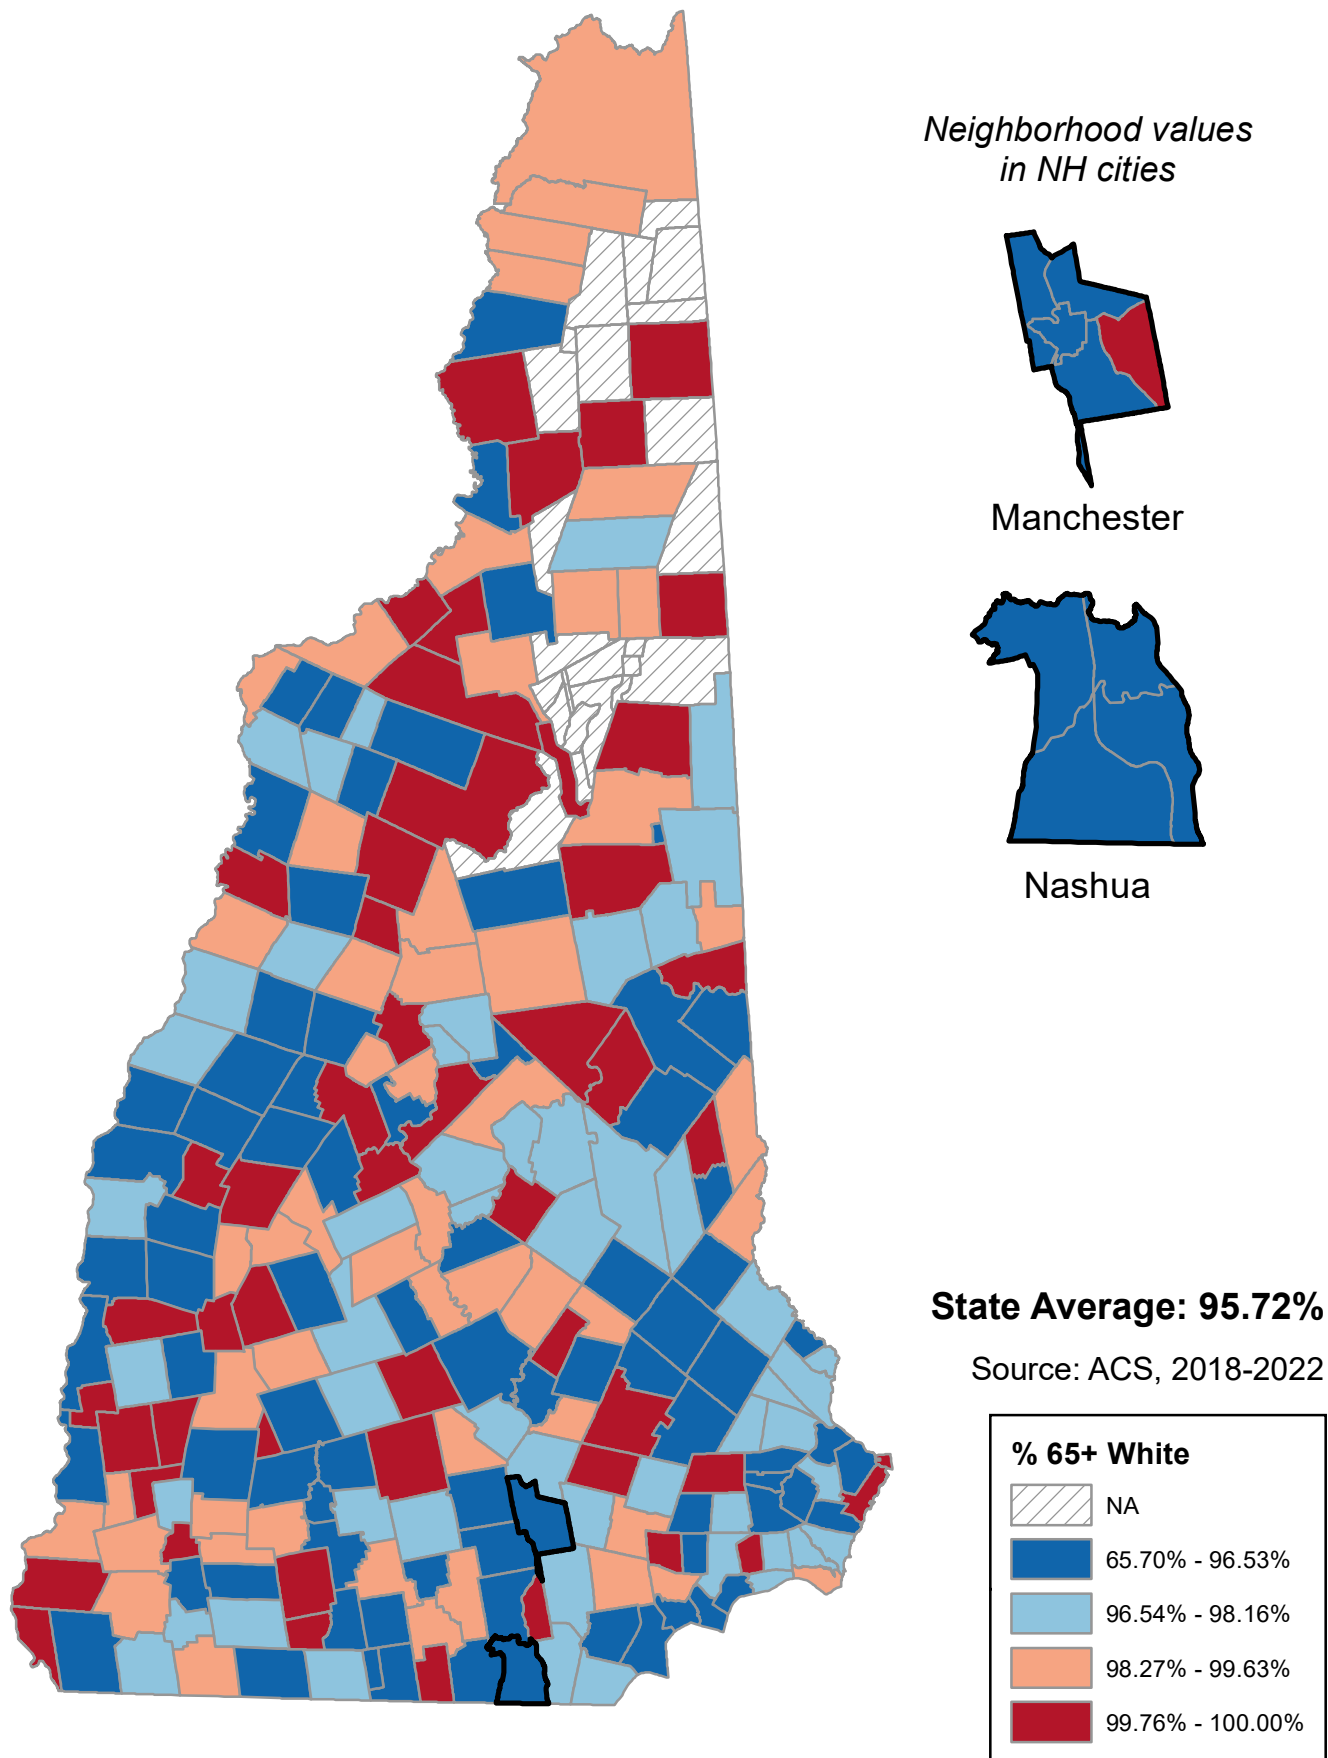 Neighborhood values
in NH cities
Manchester
Nashua
State Average: 95.72%
Source: ACS, 2018-2022
% 65+ White
NA
65.70% - 96.53%
96.54% - 98.16%
98.27% - 99.63%
99.76% - 100.00%